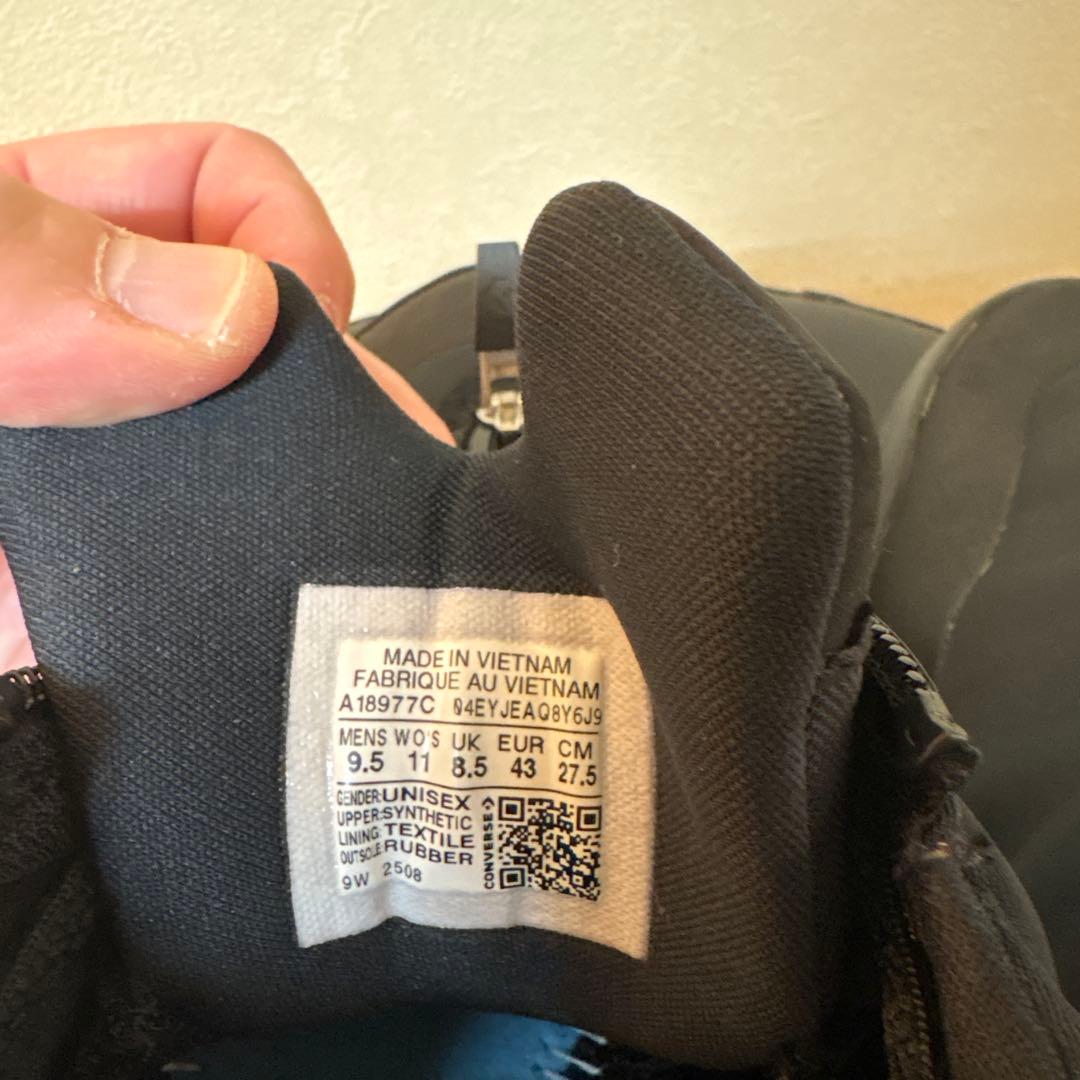 MADE IN VIETNAM
FABRIQUE AU VIETNAM
A18977C 04EYJEAQ8Y6J9
MENS WO'S UK EUR CM
9.5 11 8.5 43 27.5
GENDER:UNISEX
UPPER:SYNTHETIC
LINING:TEXTILE
OUTSOLE:RUBBER
9W 2508
CONVERSE